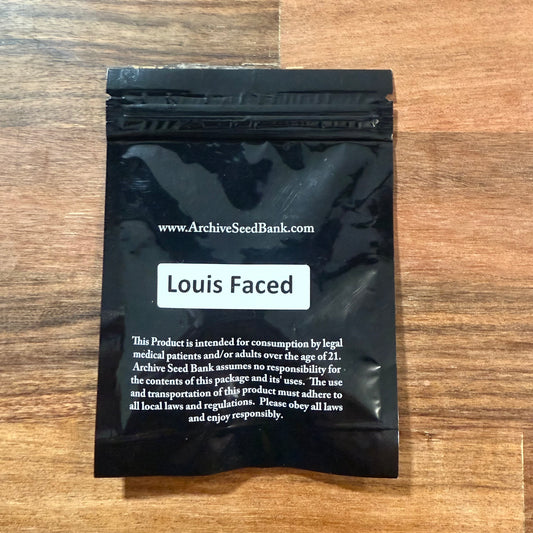 www.ArchiveSeedBank.com
Louis Faced
This Product is intended for consumption by legal
medical patients and/or adults over the age of 21.
Archive Seed Bank assumes no responsibility for
the contents of this package and its' uses. The use
and transportation of this product must adhere to
all local laws and regulations. Please obey all laws
and enjoy responsibly.